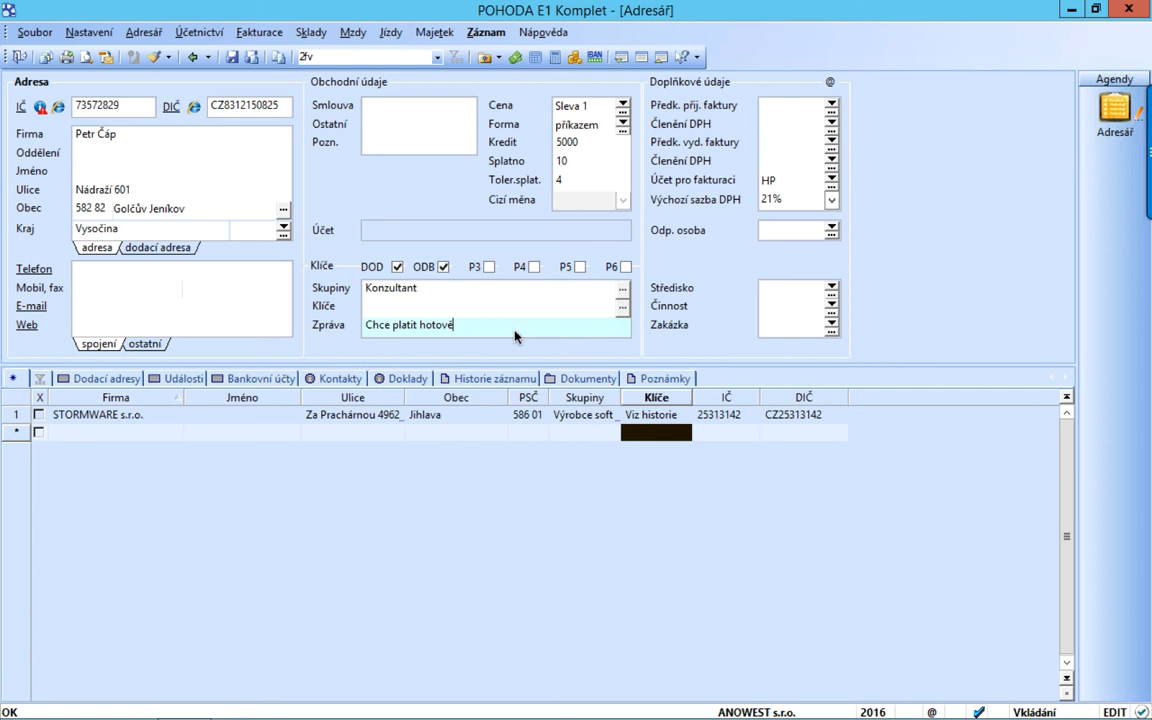 POHODA E1 Komplet - [Adresář]
Soubor Nastavení Adresář Účetnictví Fakturace Sklady Mzdy Jízdy Majetek Záznam Nápověda
2fv IBAN
Adresa
IČ 73572829 DIČ CZ8312150825
Firma Petr Čáp
Oddělení
Jméno
Ulice Nádraží 601
Obec 582 82 Golčův Jeníkov
Kraj Vysočina
adresa dodací adresa
Telefon
Mobil, fax
E-mail
Web
spojení ostatní
Obchodní údaje
Smlouva
Ostatní
Pozn.
Cena Sleva 1
Forma příkazem
Kredit 5000
Splatno 10
Toler.splat. 4
Cizí měna
Účet
Klíče DOD ODB P3 P4 P5 P6
Skupiny Konzultant
Klíče
Zpráva Chce platit hotově
Doplňkové údaje @
Předk. přij. faktury
Členění DPH
Předk. vyd. faktury
Členění DPH
Účet pro fakturaci HP
Výchozí sazba DPH 21%
Odp. osoba
Středisko
Činnost
Zakázka
Agendy
Adresář
* Dodací adresy Události Bankovní účty Kontakty Doklady Historie záznamu Dokumenty Poznámky
X Firma Jméno Ulice Obec PSČ Skupiny Klíče IČ DIČ
1 STORMWARE s.r.o. Za Prachárnou 4962_ Jihlava 586 01 Výrobce soft_ Viz historie 25313142 CZ25313142
*
OK ANOWEST s.r.o. 2016 @ Vkládání EDIT